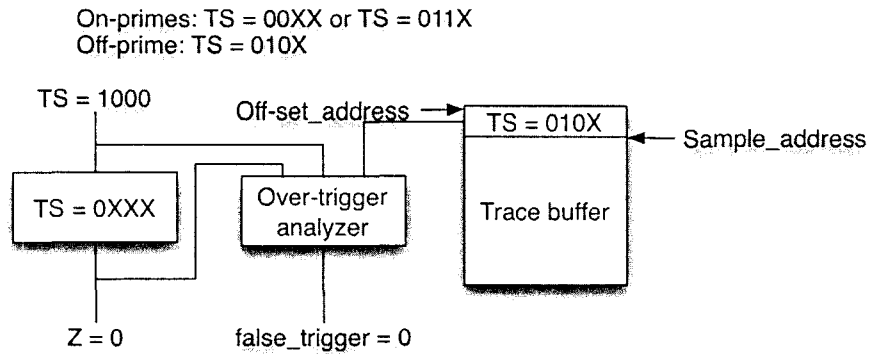 On-primes: TS = 00XX or TS = 011X
Off-prime: TS = 010X
TS = 1000
Off-set_address
TS = 010X
Sample_address
TS = 0XXX
Over-trigger
analyzer
Trace buffer
Z = 0
false_trigger = 0